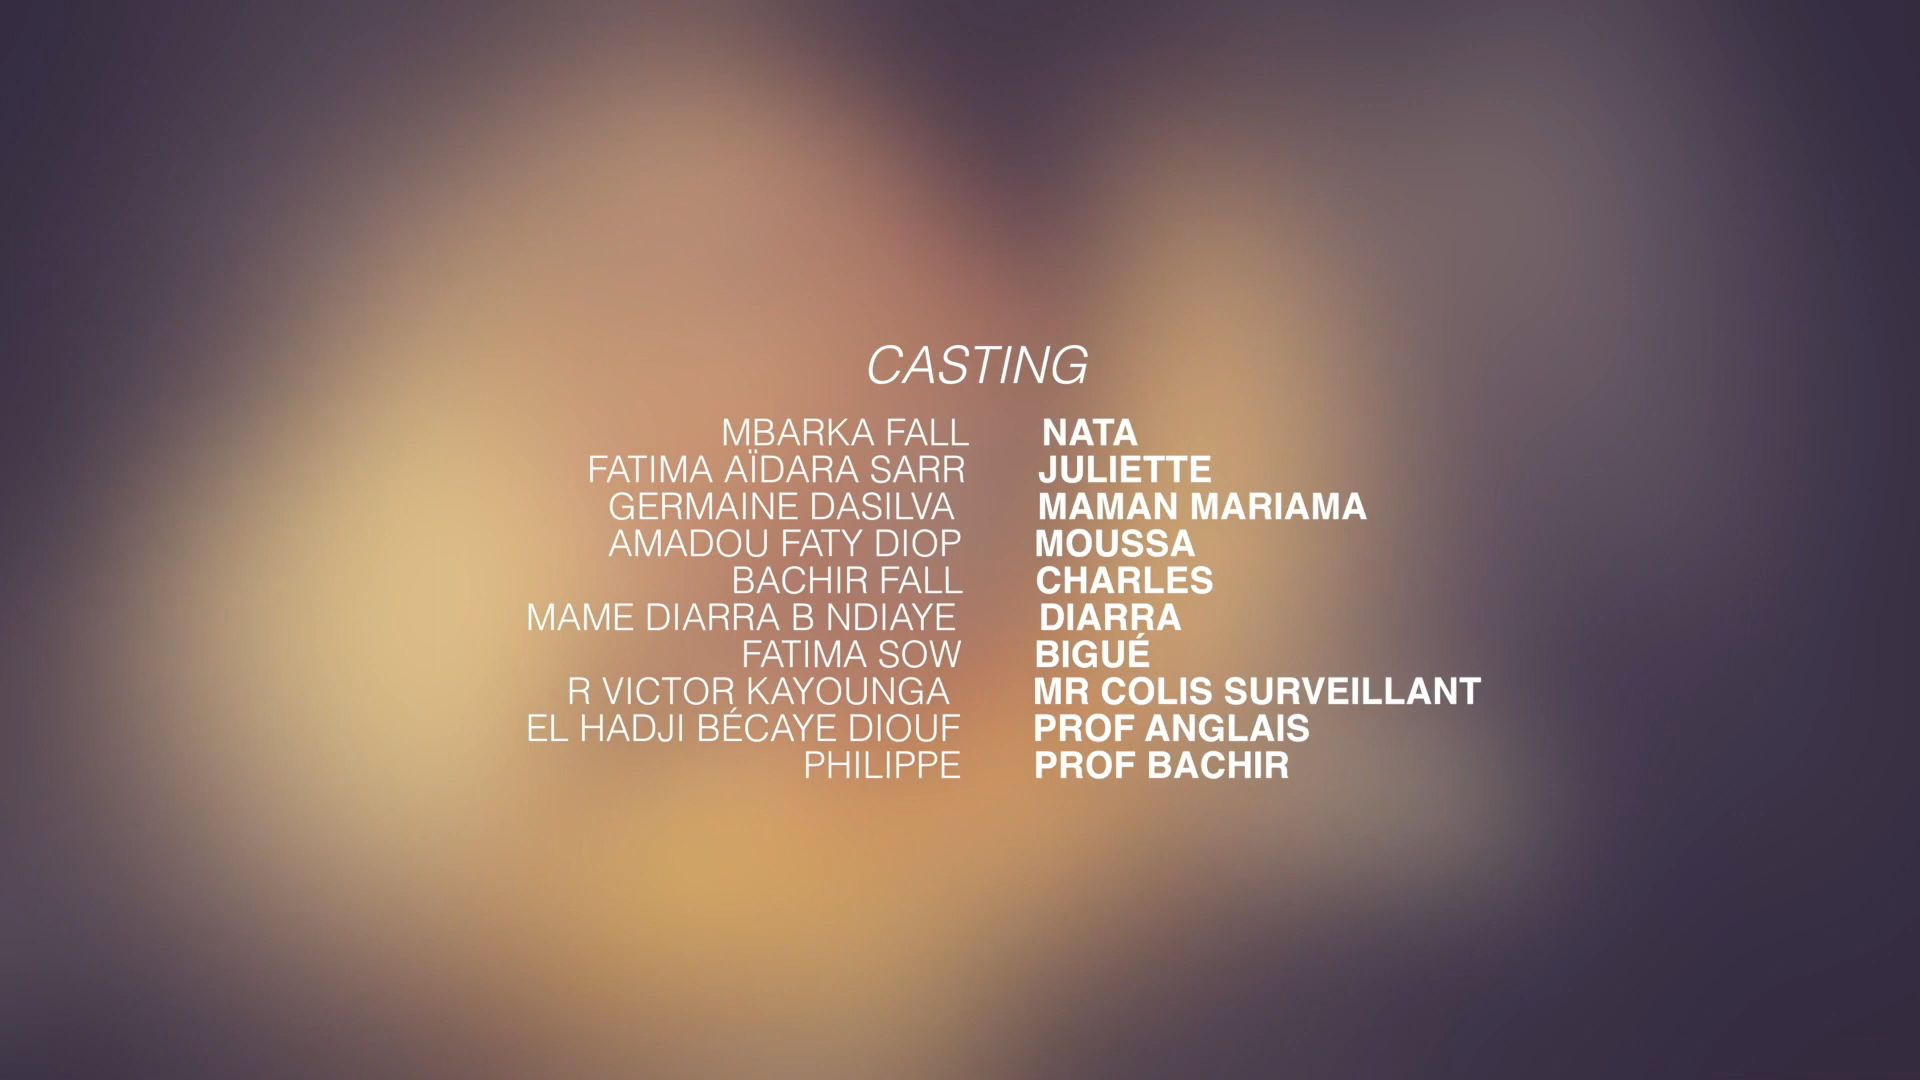 CASTING
MBARKA FALL NATA
FATIMA AÏDARA SARR JULIETTE
GERMAINE DASILVA MAMAN MARIAMA
AMADOU FATY DIOP MOUSSA
BACHIR FALL CHARLES
MAME DIARRA B NDIAYE DIARRA
FATIMA SOW BIGUÉ
R VICTOR KAYOUNGA MR COLIS SURVEILLANT
EL HADJI BÉCAYE DIOUF PROF ANGLAIS
PHILIPPE PROF BACHIR